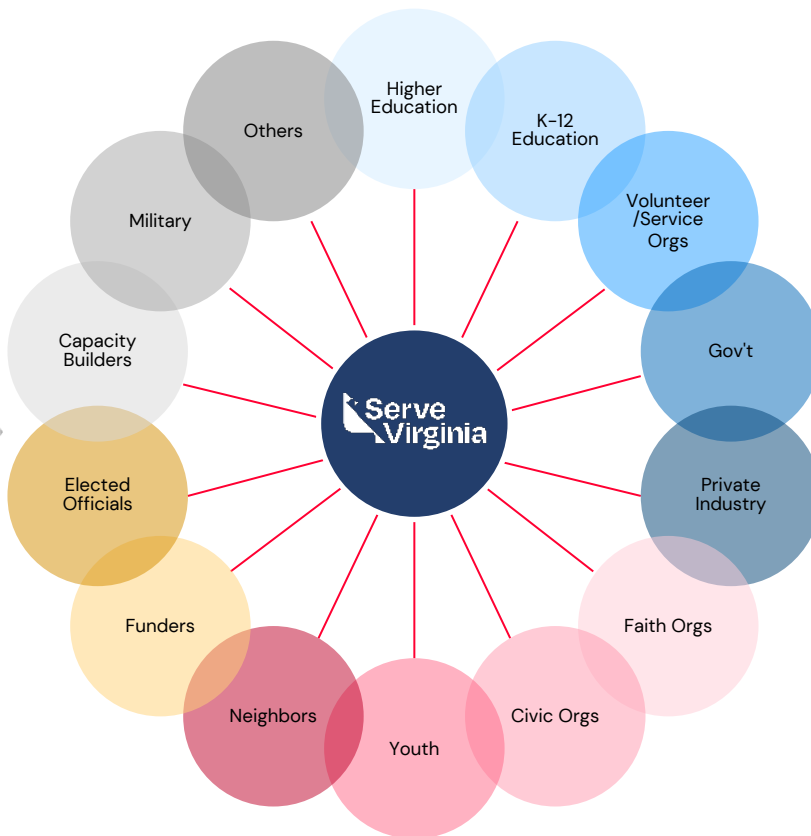 Higher
Education
K-12
Education
Volunteer
/Service
Orgs
Gov't
Private
Industry
Faith Orgs
Civic Orgs
Youth
Neighbors
Funders
Elected
Officials
Capacity
Builders
Military
Others
Serve
Virginia